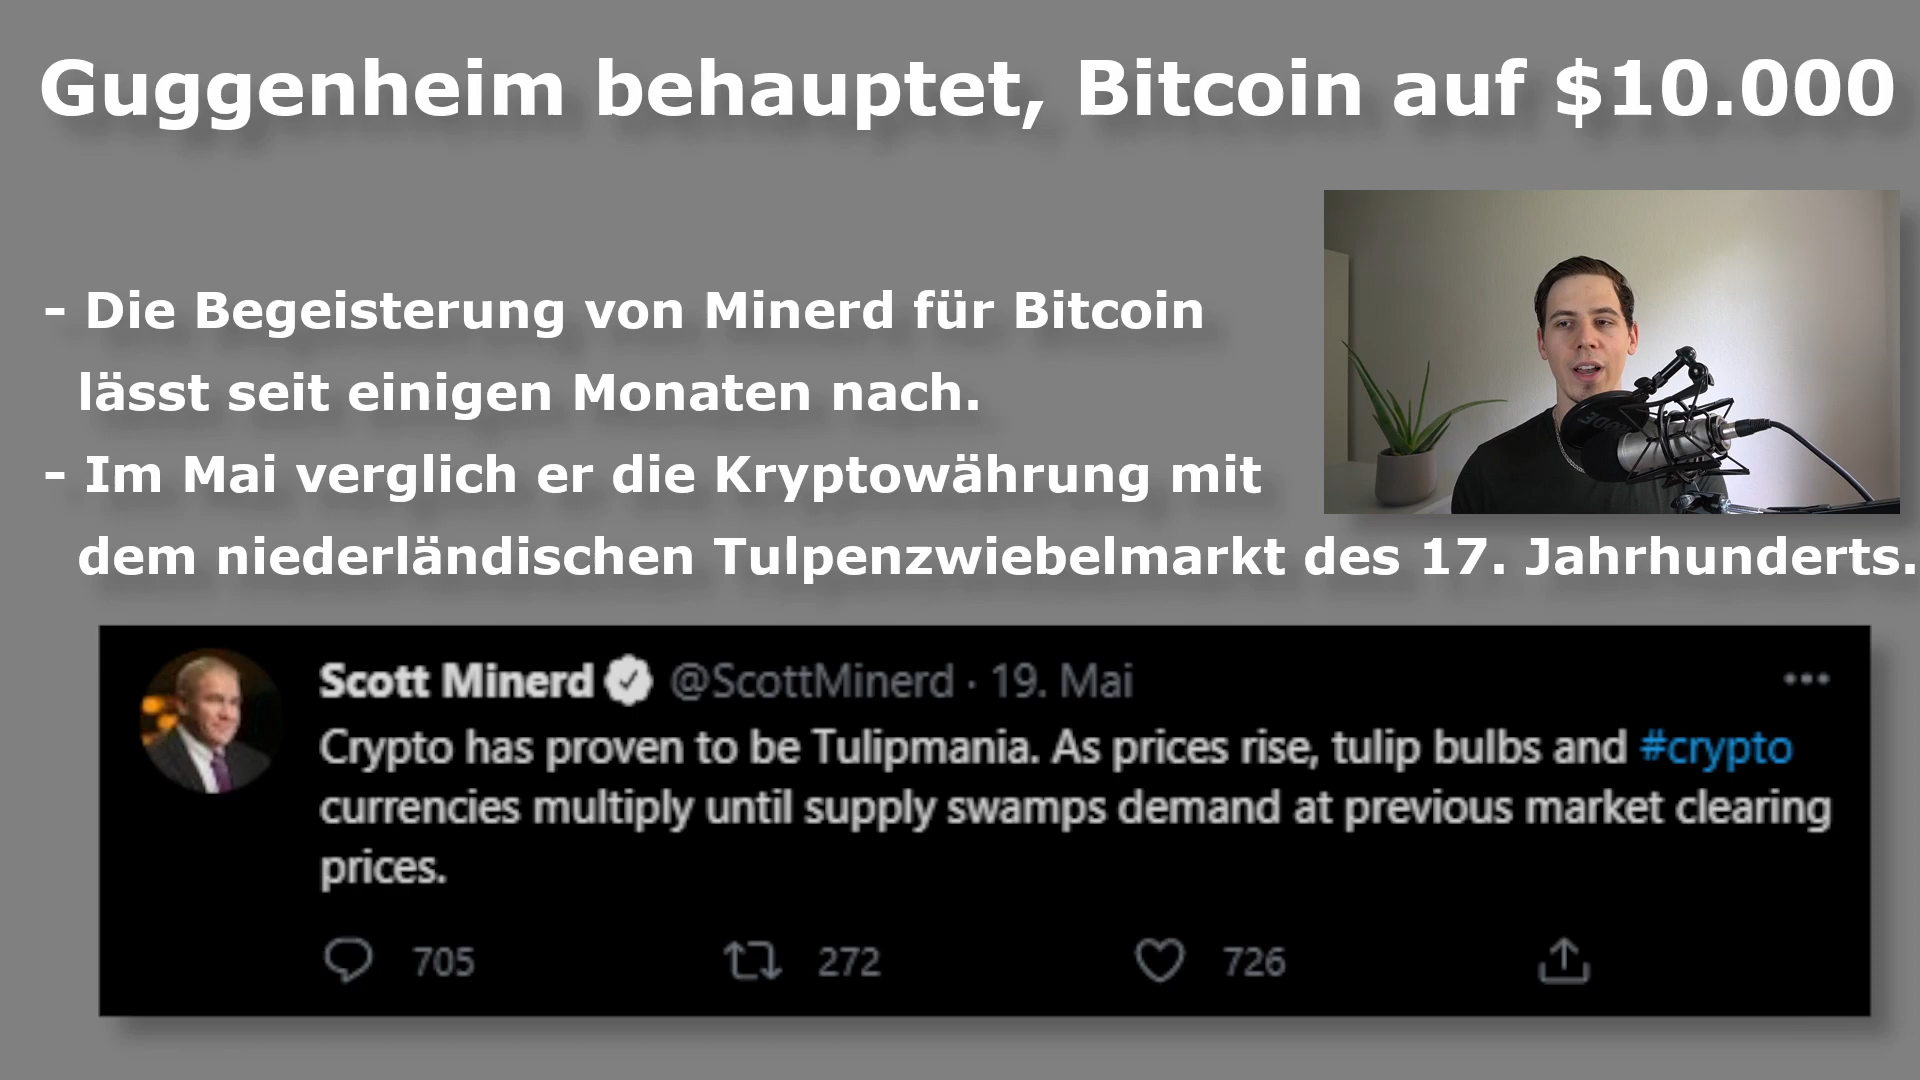 Guggenheim behauptet, Bitcoin auf $10.000
- Die Begeisterung von Minerd für Bitcoin
lässt seit einigen Monaten nach.
- Im Mai verglich er die Kryptowährung mit
dem niederländischen Tulpenzwiebelmarkt des 17. Jahrhunderts.
RODE
Scott Minerd @ScottMinerd · 19. Mai
Crypto has proven to be Tulipmania. As prices rise, tulip bulbs and #crypto
currencies multiply until supply swamps demand at previous market clearing
prices.
705 272 726